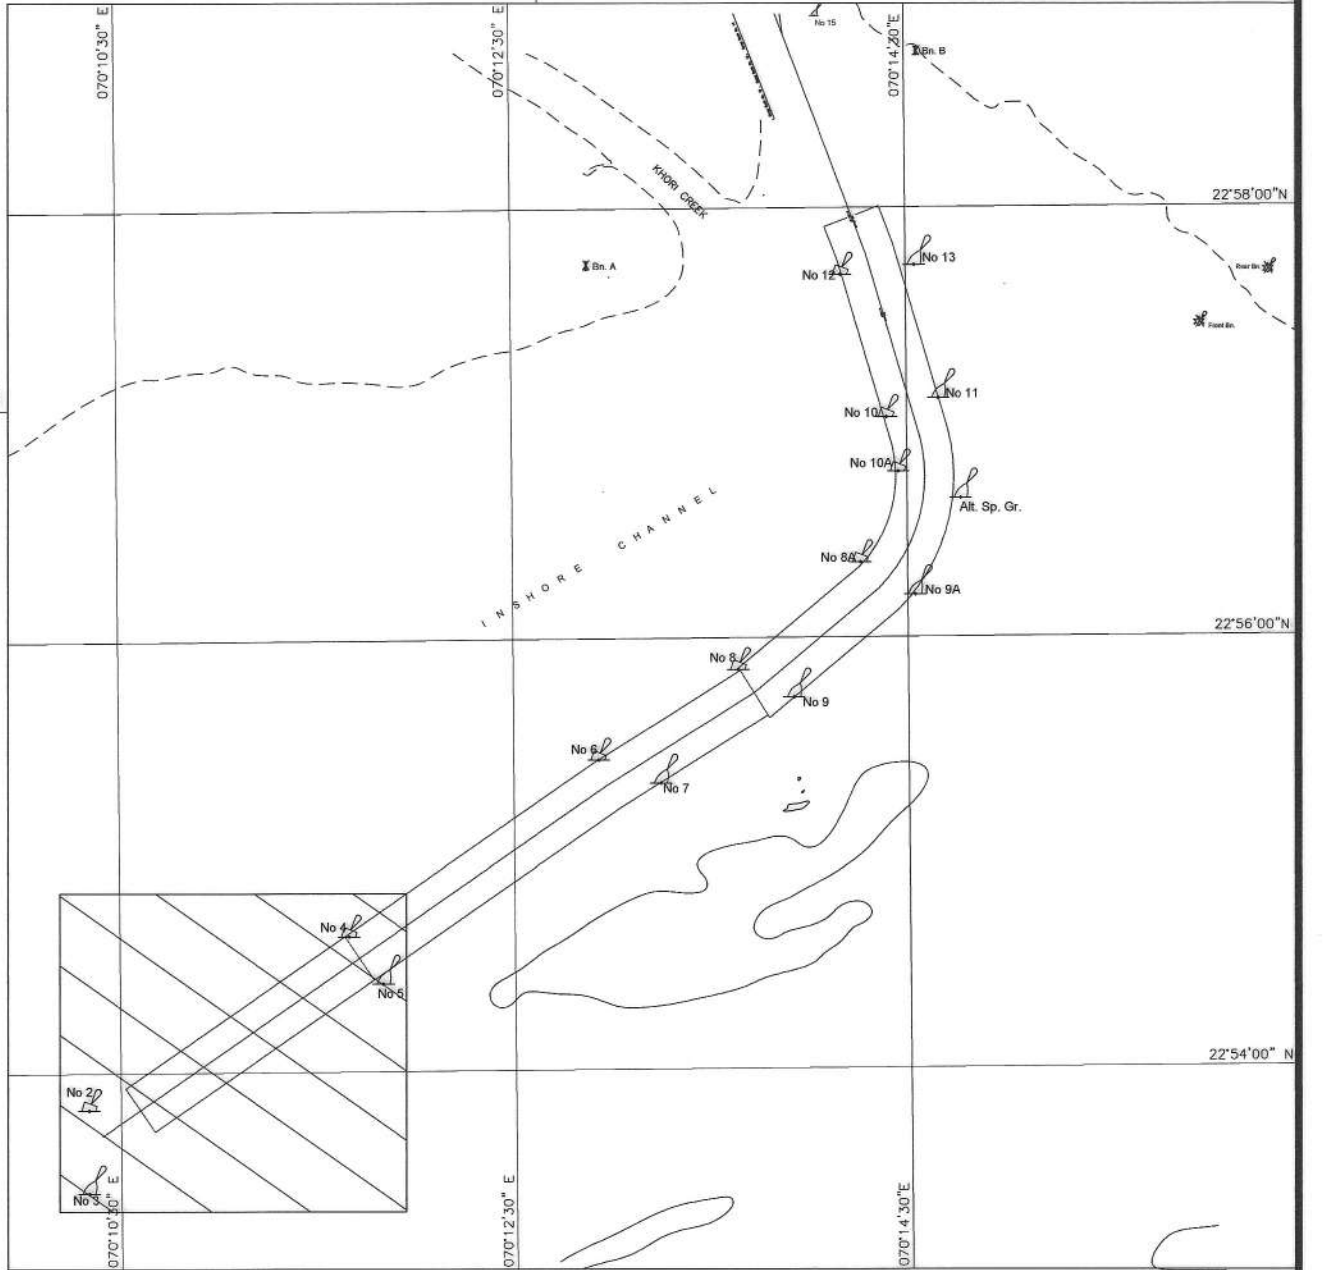 070°10'30" E
070°12'30" E
070°14'30"E
No 15
Bn. B
KHORI CREEK
22°58'00"N
Bn. A
No 12
No 13
Rear Bn.
Front Bn.
No 11
No 10
No 10A
Alt. Sp. Gr.
INSHORE CHANNEL
No 8A
No 9A
22°56'00"N
No 8
No 9
No 6
No 7
No 4
No 5
22°54'00" N
No 2
No 3
070°10'30" E
070°12'30" E
070°14'30"E